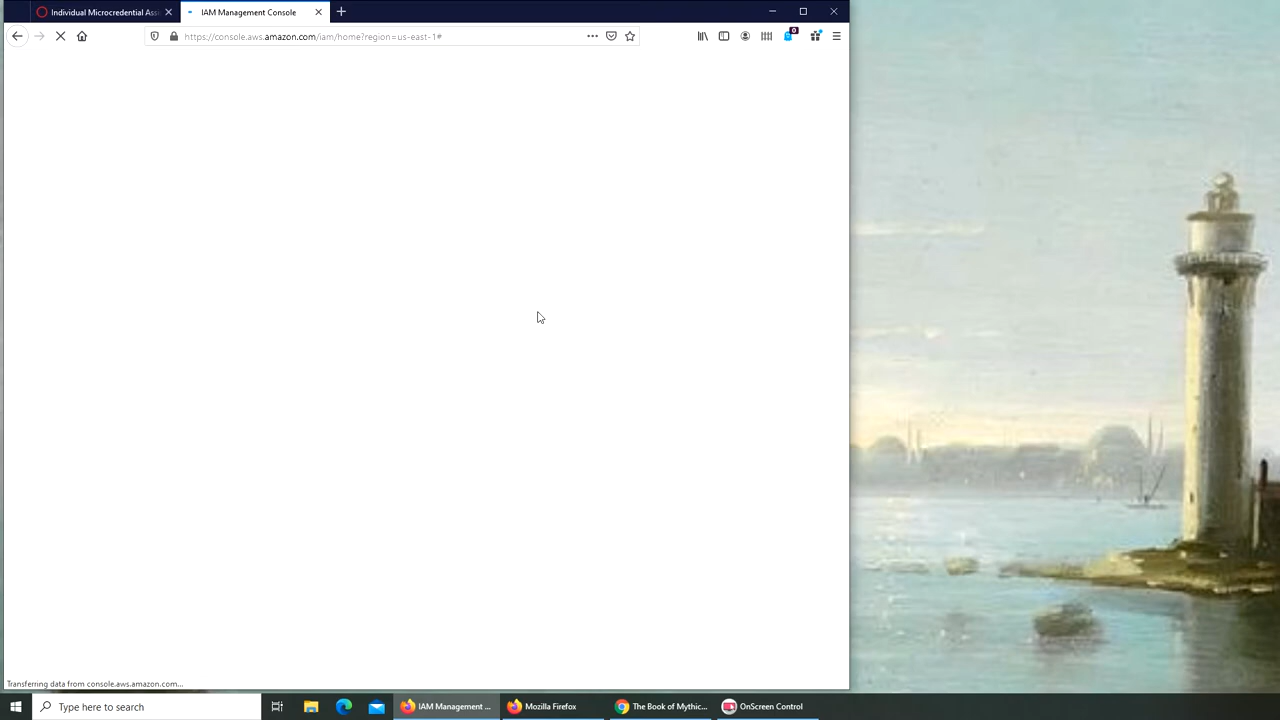 Individual Microcredential Ass
IAM Management Console
https://console.aws.amazon.com/iam/home?region=us-east-1#
0
Transferring data from console.aws.amazon.com...
Type here to search
IAM Management ...
Mozilla Firefox
The Book of Mythic...
OnScreen Control